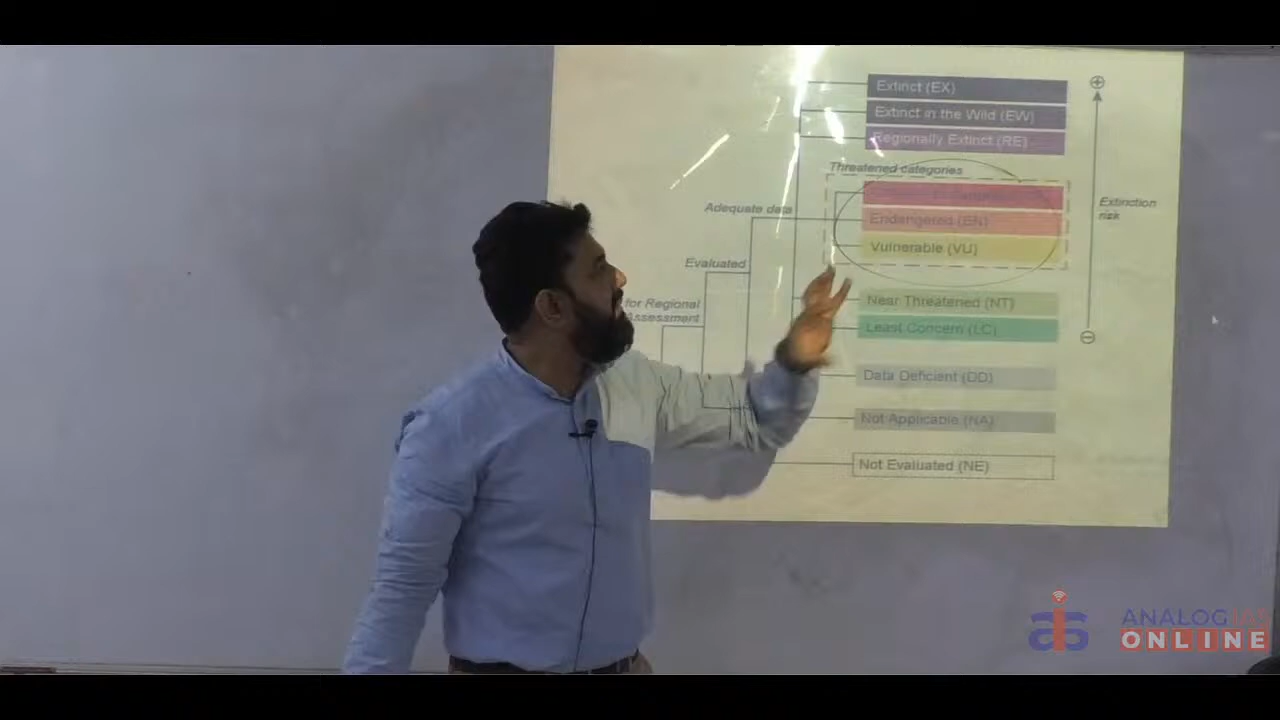 Extinct (EX)
Extinct in the Wild (EW)
Regionally Extinct (RE)
Threatened categories
Adequate data
Endangered (EN)
Extinction
risk
Vulnerable (VU)
Evaluated
for Regional
Assessment
Near Threatened (NT)
Least Concern (LC)
Data Deficient (DD)
Not Applicable (NA)
Not Evaluated (NE)
ANALOG IAS
ONLINE